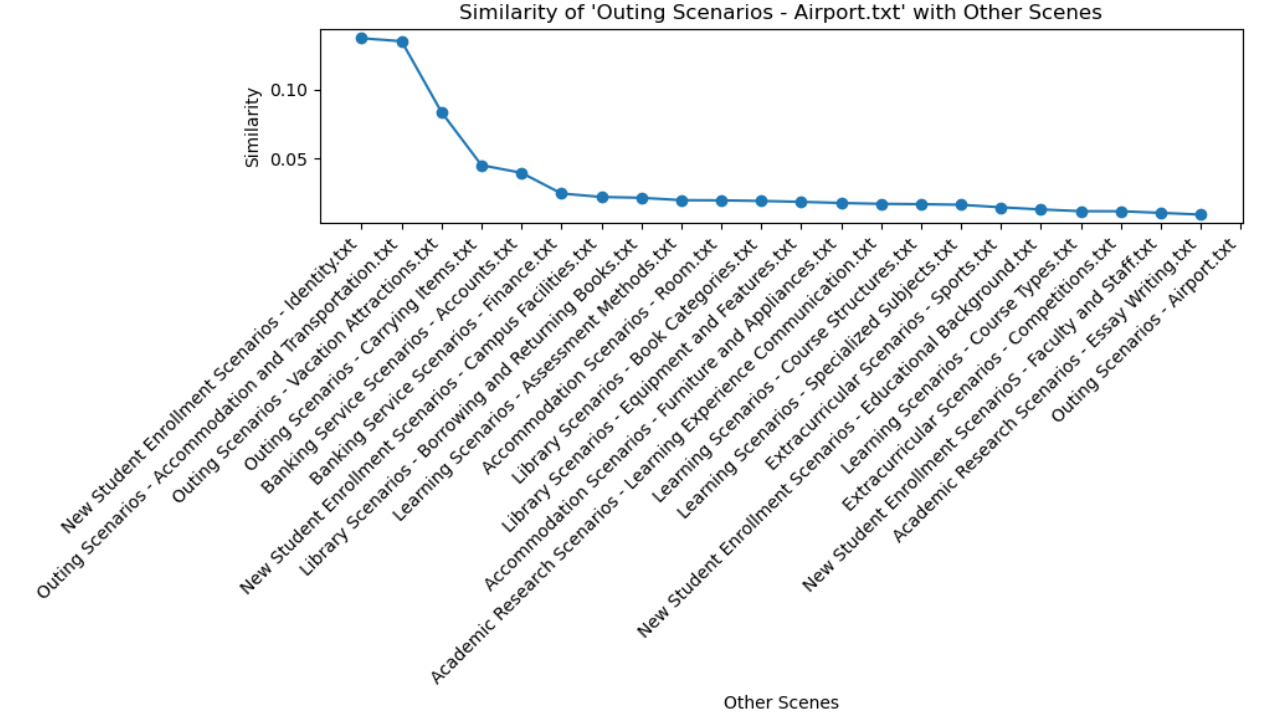 Similarity of 'Outing Scenarios - Airport.txt' with Other Scenes
Similarity
0.10
0.05
New Student Enrollment Scenarios - Identity.txt
Outing Scenarios - Accommodation and Transportation.txt
Outing Scenarios - Vacation Attractions.txt
Outing Scenarios - Carrying Items.txt
Banking Service Scenarios - Accounts.txt
Banking Service Scenarios - Finance.txt
New Student Enrollment Scenarios - Campus Facilities.txt
Library Scenarios - Borrowing and Returning Books.txt
Learning Scenarios - Assessment Methods.txt
Accommodation Scenarios - Room.txt
Library Scenarios - Book Categories.txt
Library Scenarios - Equipment and Features.txt
Accommodation Scenarios - Furniture and Appliances.txt
Academic Research Scenarios - Learning Experience Communication.txt
Learning Scenarios - Course Structures.txt
Learning Scenarios - Specialized Subjects.txt
Extracurricular Scenarios - Sports.txt
New Student Enrollment Scenarios - Educational Background.txt
Learning Scenarios - Course Types.txt
Extracurricular Scenarios - Competitions.txt
New Student Enrollment Scenarios - Faculty and Staff.txt
Academic Research Scenarios - Essay Writing.txt
Outing Scenarios - Airport.txt
Other Scenes